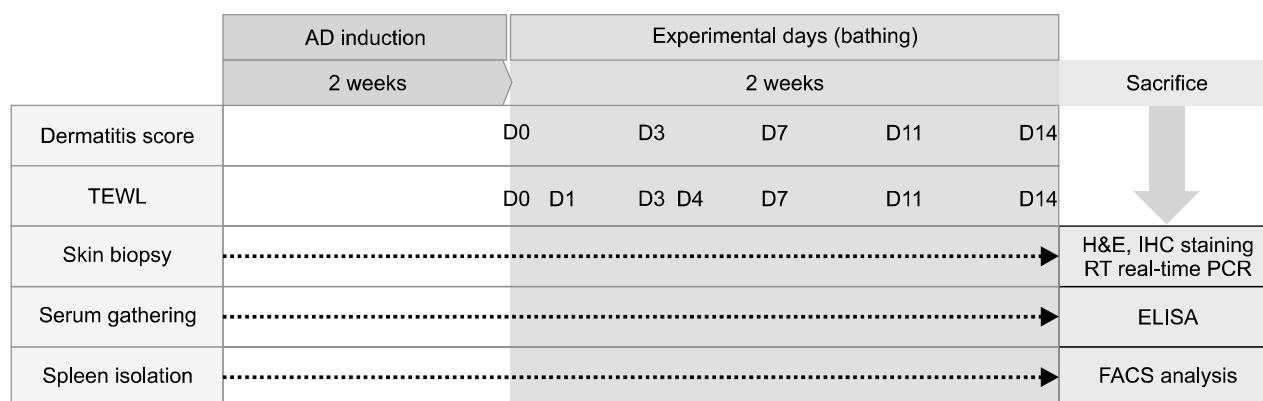 AD induction
Experimental days (bathing)
2 weeks
2 weeks
Sacrifice
Dermatitis score
D0 D3 D7 D11 D14
TEWL
D0 D1 D3 D4 D7 D11 D14
Skin biopsy
H&E, IHC staining
RT real-time PCR
Serum gathering
ELISA
Spleen isolation
FACS analysis